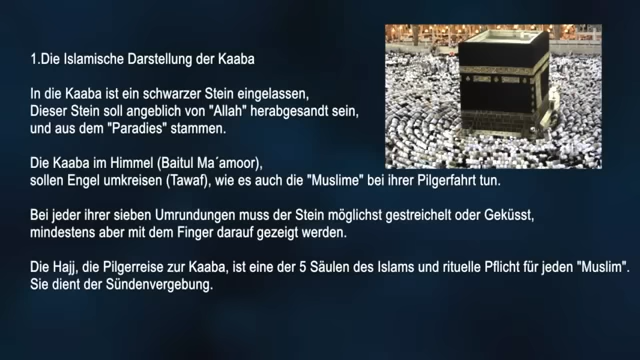 1.Die Islamische Darstellung der Kaaba
In die Kaaba ist ein schwarzer Stein eingelassen,
Dieser Stein soll angeblich von "Allah" herabgesandt sein,
und aus dem "Paradies" stammen.
Die Kaaba im Himmel (Baitul Ma´amoor),
sollen Engel umkreisen (Tawaf), wie es auch die "Muslime" bei ihrer Pilgerfahrt tun.
Bei jeder ihrer sieben Umrundungen muss der Stein möglichst gestreichelt oder Geküsst,
mindestens aber mit dem Finger darauf gezeigt werden.
Die Hajj, die Pilgerreise zur Kaaba, ist eine der 5 Säulen des Islams und rituelle Pflicht für jeden "Muslim".
Sie dient der Sündenvergebung.